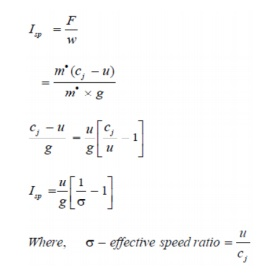 I_sp = F/w
= m•(c_j – u)/(m• × g)
(c_j – u)/g = u/g [c_j/u – 1]
I_sp = u/g [1/σ – 1]
Where, σ – effective speed ratio = u/c_j